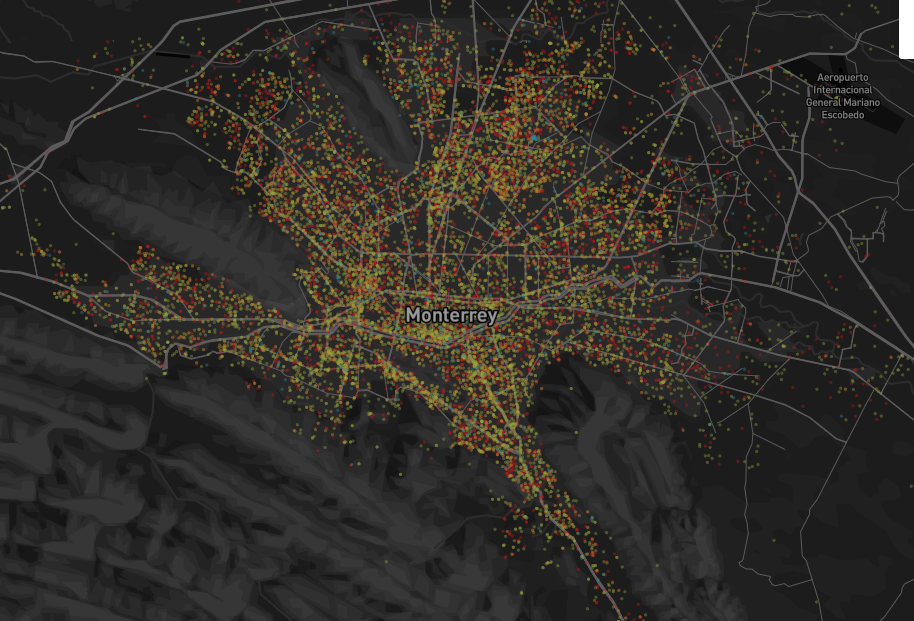 Aeropuerto
Internacional
General Mariano
Escobedo
Monterrey